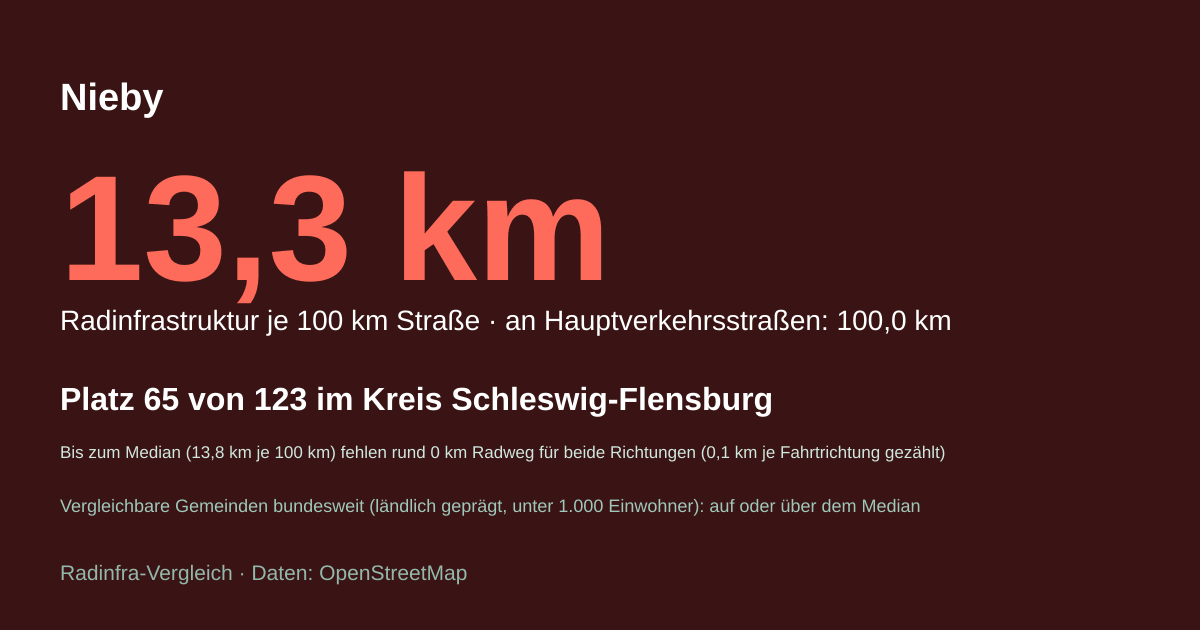 Nieby
13,3 km
Radinfrastruktur je 100 km Straße · an Hauptverkehrsstraßen: 100,0 km
Platz 65 von 123 im Kreis Schleswig-Flensburg
Bis zum Median (13,8 km je 100 km) fehlen rund 0 km Radweg für beide Richtungen (0,1 km je Fahrtrichtung gezählt)
Vergleichbare Gemeinden bundesweit (ländlich geprägt, unter 1.000 Einwohner): auf oder über dem Median
Radinfra-Vergleich · Daten: OpenStreetMap